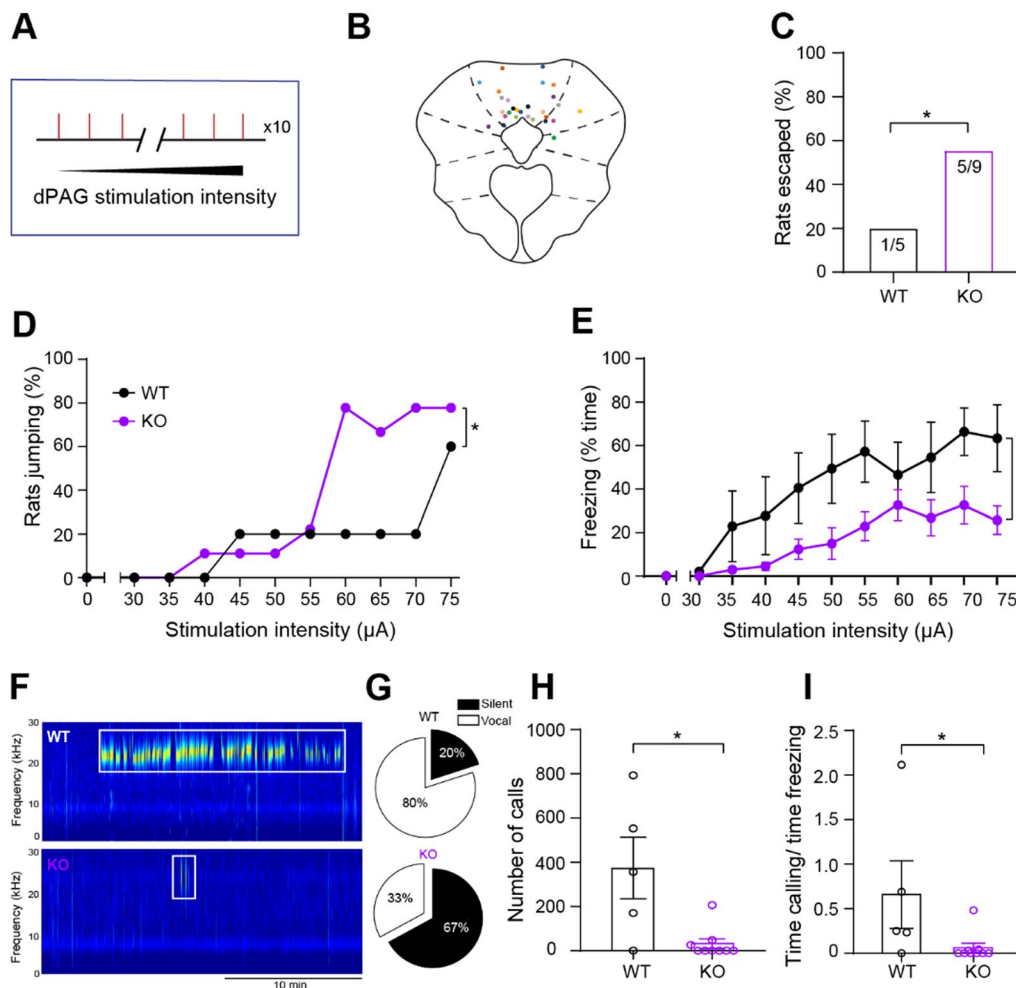 A
x10
dPAG stimulation intensity
B
C
Rats escaped (%)
100
80
60
40
20
0
*
1/5
5/9
WT
KO
D
Rats jumping (%)
100
80
60
40
20
0
WT
KO
*
0 30 35 40 45 50 55 60 65 70 75
Stimulation intensity (µA)
E
Freezing (% time)
100
80
60
40
20
0
0 30 35 40 45 50 55 60 65 70 75
Stimulation intensity (µA)
F
Frequency (kHz)
30
20
10
0
WT
Frequency (kHz)
30
20
10
0
KO
10 min
G
Silent
Vocal
WT
20%
80%
KO
33%
67%
H
Number of calls
1000
800
600
400
200
0
*
WT
KO
I
Time calling/ time freezing
2.5
2.0
1.5
1.0
0.5
0
*
WT
KO